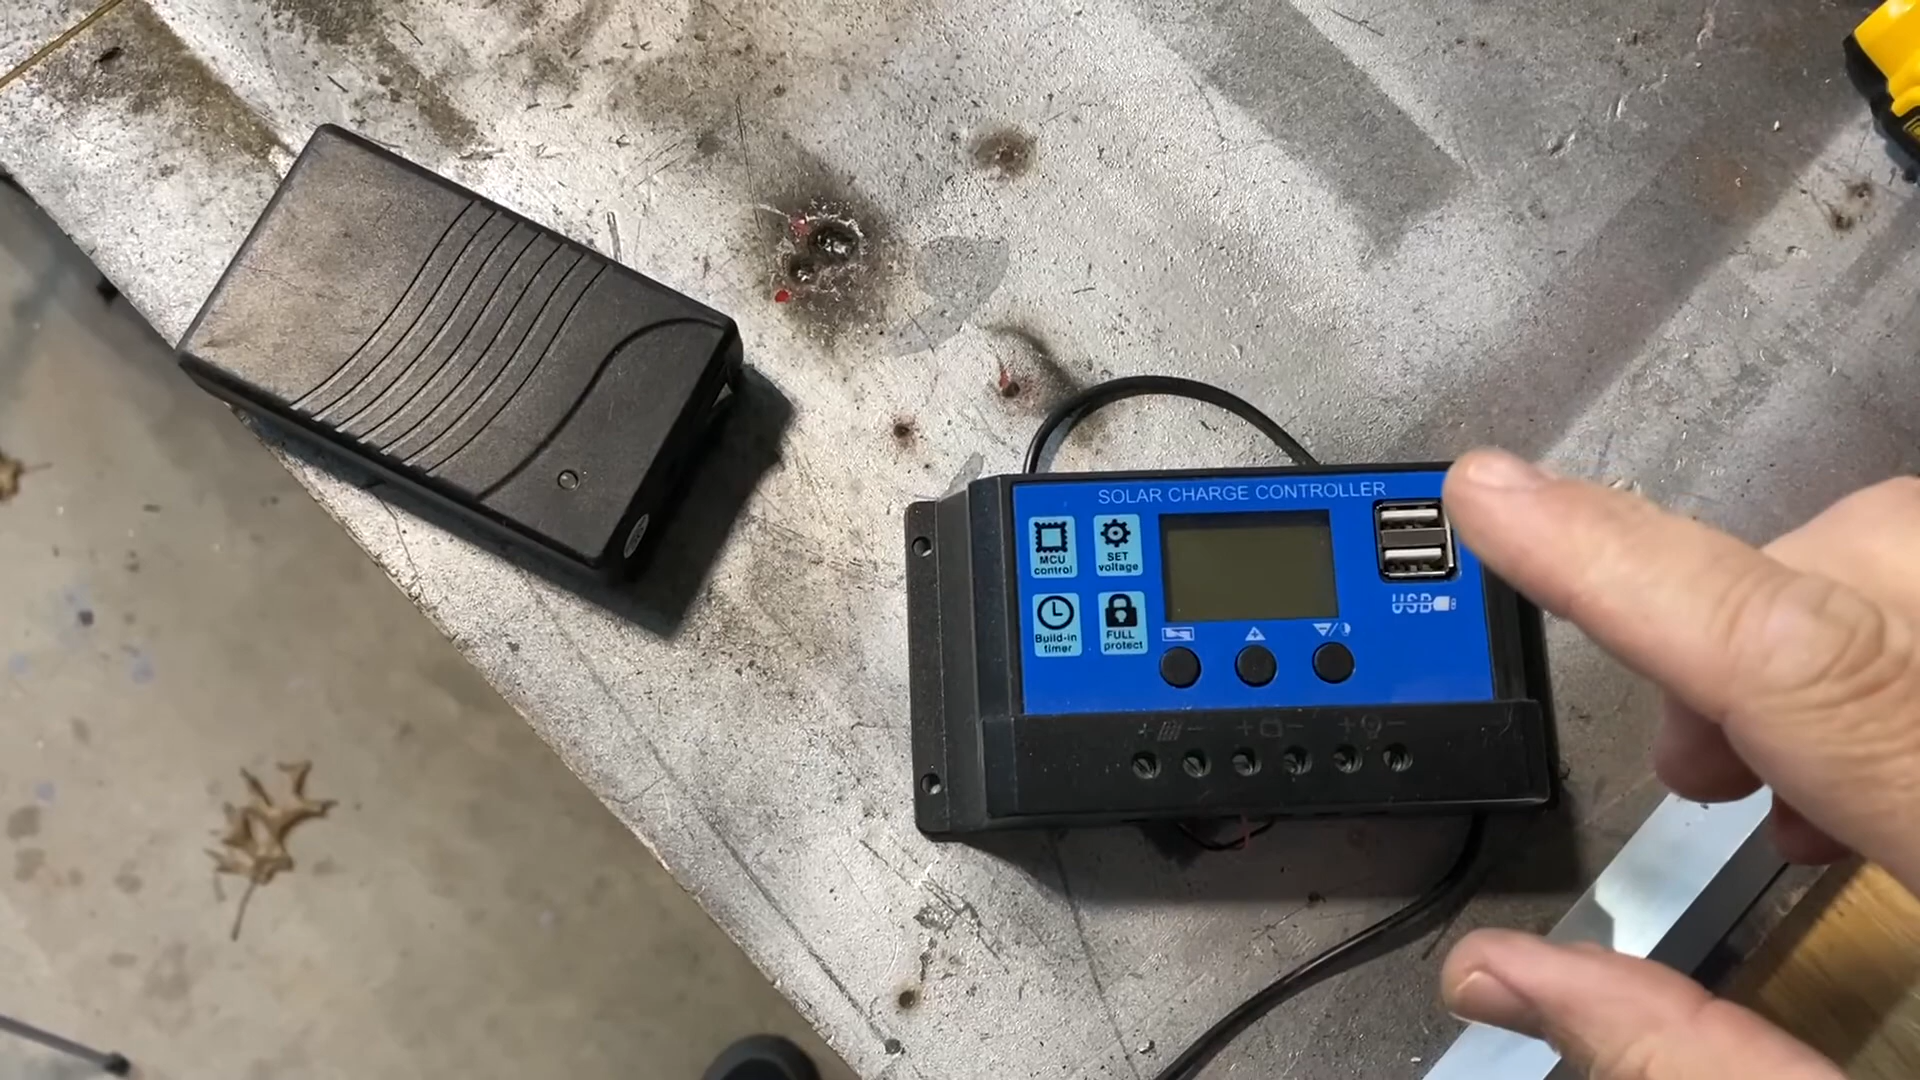 SOLAR CHARGE CONTROLLER
MCU
control
SET
voltage
Build-in
timer
FULL
protect
USB